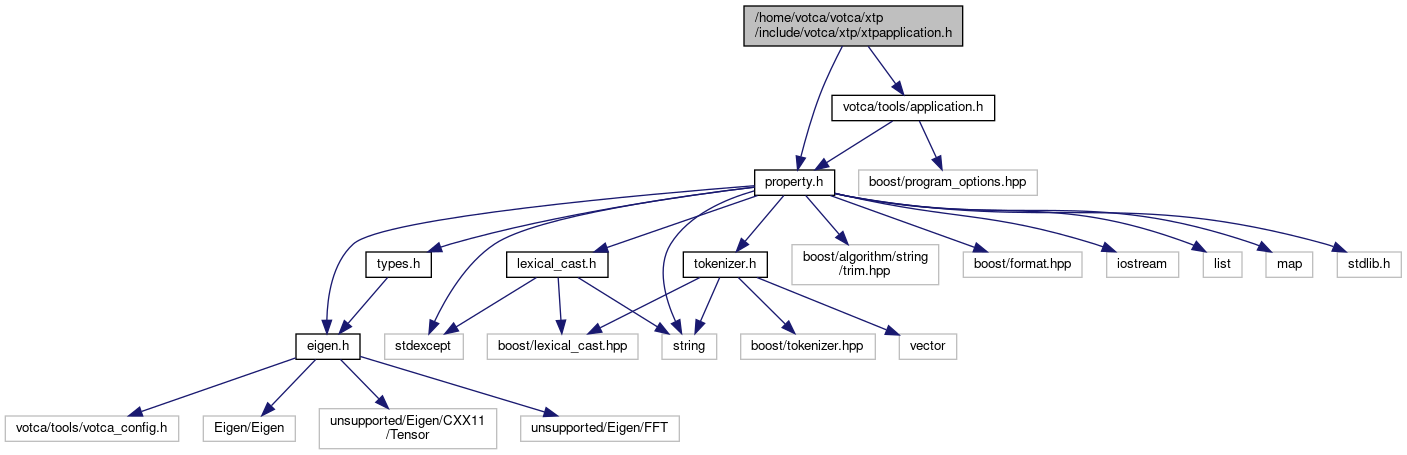 /home/votca/votca/xtp
/include/votca/xtp/xtpapplication.h
votca/tools/application.h
property.h
boost/program_options.hpp
types.h
lexical_cast.h
tokenizer.h
boost/algorithm/string
/trim.hpp
boost/format.hpp
iostream
list
map
stdlib.h
eigen.h
stdexcept
boost/lexical_cast.hpp
string
boost/tokenizer.hpp
vector
votca/tools/votca_config.h
Eigen/Eigen
unsupported/Eigen/CXX11
/Tensor
unsupported/Eigen/FFT